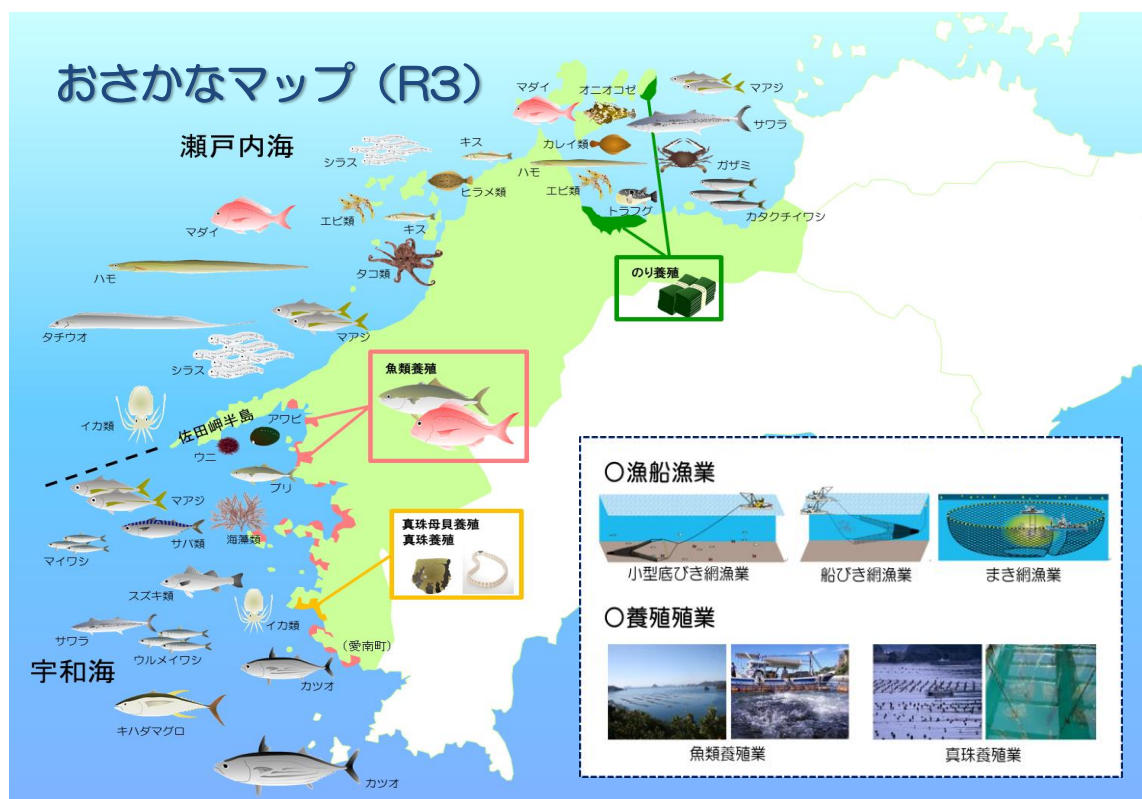 おさかなマップ（R3）
瀬戸内海
シラス
キス
マダイ
オニオコゼ
マアジ
サワラ
カレイ類
ガザミ
ハモ
エビ類
トラフグ
カタクチイワシ
ヒラメ類
エビ類
キス
マダイ
タコ類
ハモ
のり養殖
タチウオ
マアジ
シラス
魚類養殖
イカ類
佐田岬半島
アワビ
ウニ
ブリ
マアジ
サバ類
海藻類
マイワシ
真珠母貝養殖
真珠養殖
スズキ類
イカ類
サワラ
ウルメイワシ
（愛南町）
宇和海
カツオ
キハダマグロ
カツオ
〇漁船漁業
小型底びき網漁業
船びき網漁業
まき網漁業
〇養殖殖業
魚類養殖業
真珠養殖業